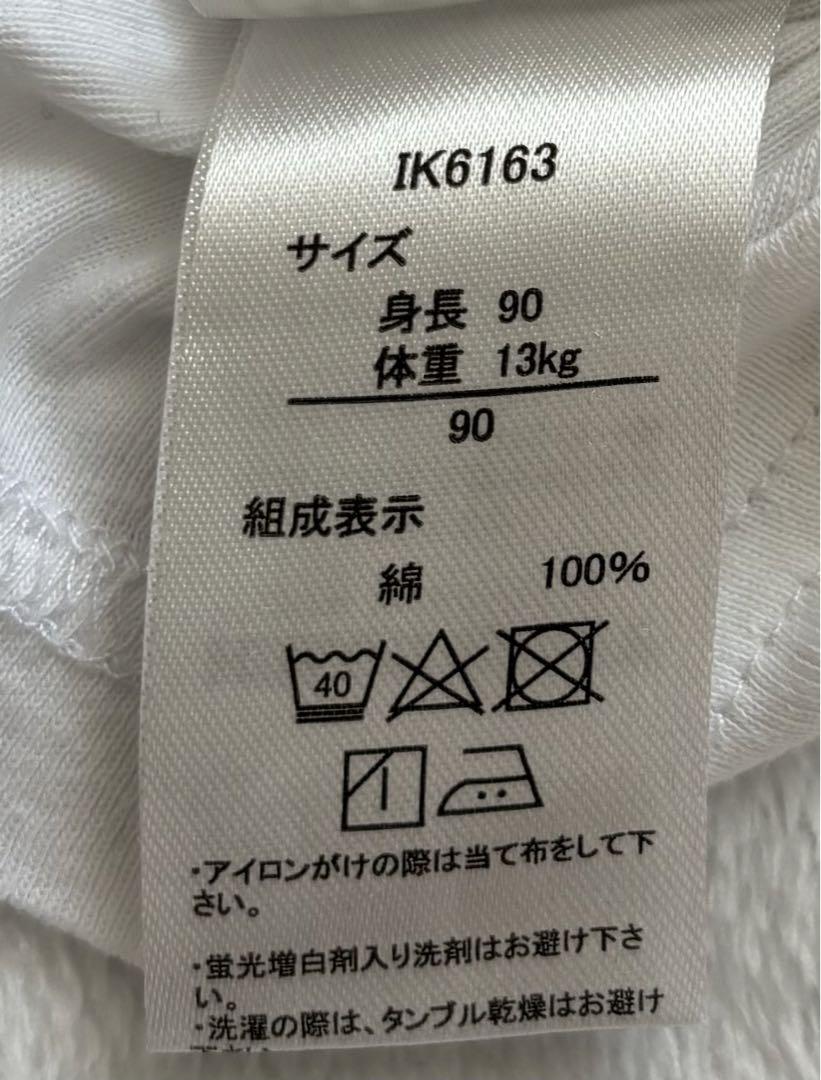 IK6163
サイズ
身長 90
体重 13kg
90
組成表示
綿 100%
40
・アイロンがけの際は当て布をして下
さい。
・蛍光増白剤入り洗剤はお避け下さ
い。
・洗濯の際は、タンブル乾燥はお避け
下さい